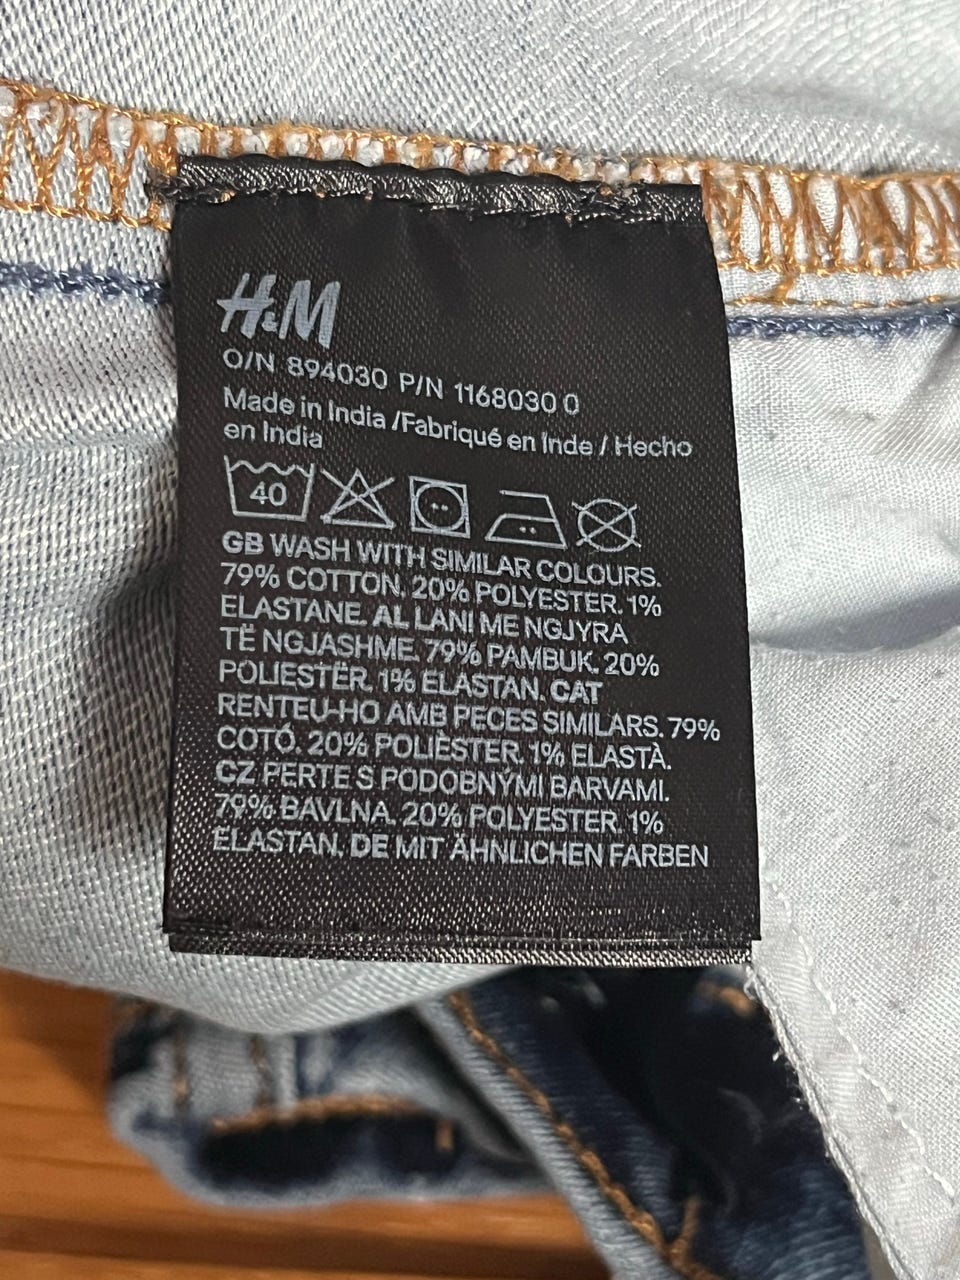 H&M
O/N 894030 P/N 1168030 0
Made in India /Fabriqué en Inde / Hecho
en India
40
GB WASH WITH SIMILAR COLOURS.
79% COTTON. 20% POLYESTER. 1%
ELASTANE. AL LANI ME NGJYRA
TË NGJASHME. 79% PAMBUK. 20%
POLIESTËR. 1% ELASTAN. CAT
RENTEU-HO AMB PECES SIMILARS. 79%
COTÓ. 20% POLIÈSTER. 1% ELASTÀ.
CZ PERTE S PODOBNÝMI BARVAMI.
79% BAVLNA. 20% POLYESTER. 1%
ELASTAN. DE MIT ÄHNLICHEN FARBEN